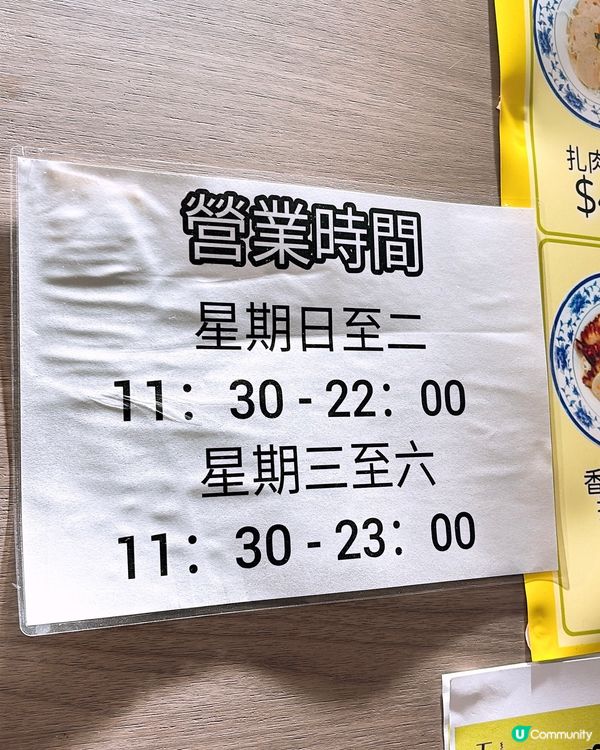 營業時間
星期日至二
11：30 - 22：00
星期三至六
11：30 - 23：00
扎肉
$
香
U Community